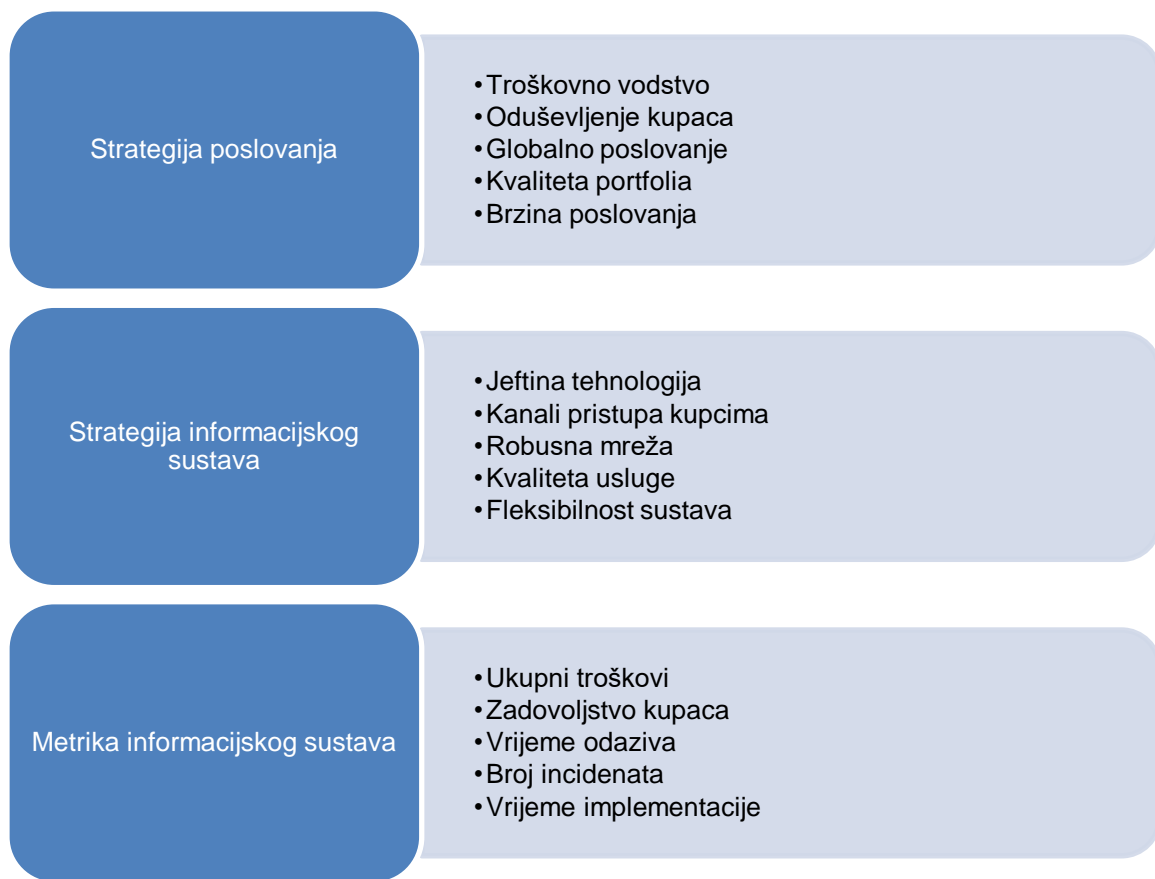 Strategija poslovanja
•Troškovno vodstvo
•Oduševljenje kupaca
•Globalno poslovanje
•Kvaliteta portfolia
•Brzina poslovanja
Strategija informacijskog
sustava
•Jeftina tehnologija
•Kanali pristupa kupcima
•Robusna mreža
•Kvaliteta usluge
•Fleksibilnost sustava
Metrika informacijskog sustava
•Ukupni troškovi
•Zadovoljstvo kupaca
•Vrijeme odaziva
•Broj incidenata
•Vrijeme implementacije